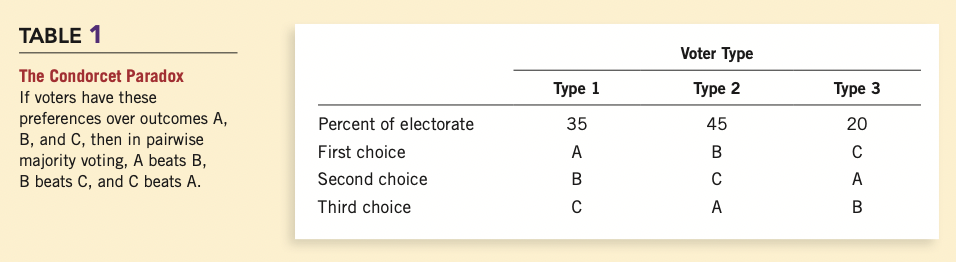 TABLE 1
The Condorcet Paradox
If voters have these
preferences over outcomes A,
B, and C, then in pairwise
majority voting, A beats B,
B beats C, and C beats A.
Voter Type
Type 1 Type 2 Type 3
Percent of electorate 35 45 20
First choice A B C
Second choice B C A
Third choice C A B